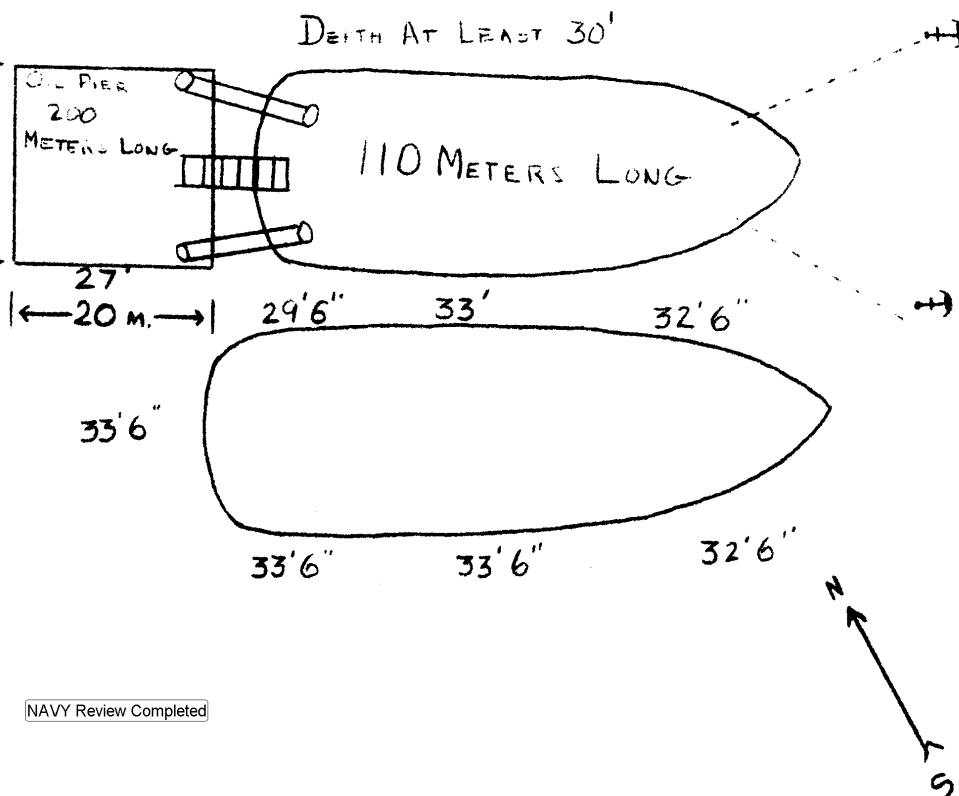 DEPTH AT LEAST 30'
OIL PIER
200
METERS LONG
110 METERS LONG
27'
20 M.
29'6"
33'
32'6"
33'6"
33'6"
33'6"
32'6"
N
S
NAVY Review Completed